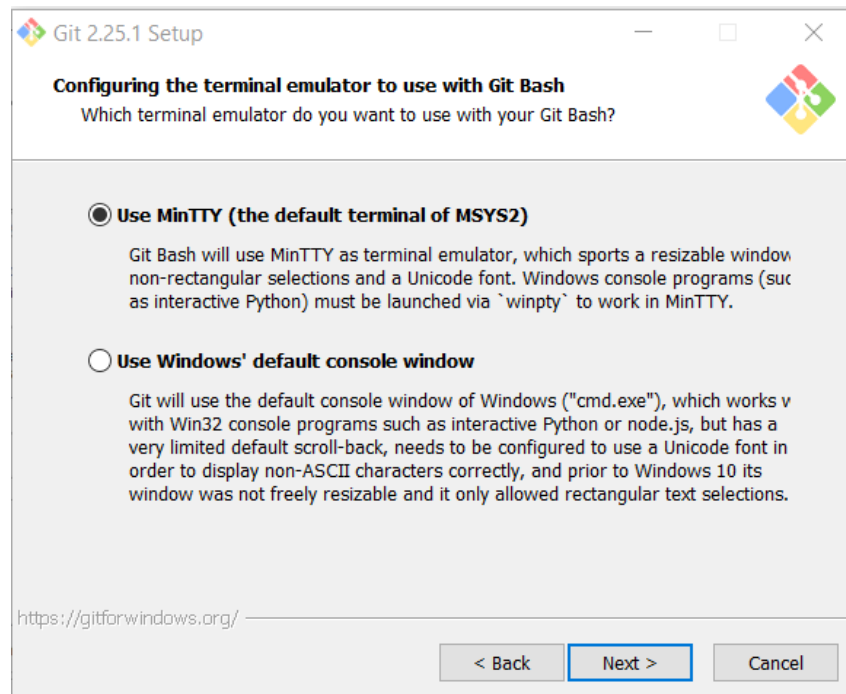 Git 2.25.1 Setup
Configuring the terminal emulator to use with Git Bash
Which terminal emulator do you want to use with your Git Bash?
Use MinTTY (the default terminal of MSYS2)
Git Bash will use MinTTY as terminal emulator, which sports a resizable window
non-rectangular selections and a Unicode font. Windows console programs (suc
as interactive Python) must be launched via `winpty` to work in MinTTY.
Use Windows' default console window
Git will use the default console window of Windows ("cmd.exe"), which works
with Win32 console programs such as interactive Python or node.js, but has a
very limited default scroll-back, needs to be configured to use a Unicode font in
order to display non-ASCII characters correctly, and prior to Windows 10 its
window was not freely resizable and it only allowed rectangular text selections.
https://gitforwindows.org/
< Back Next > Cancel